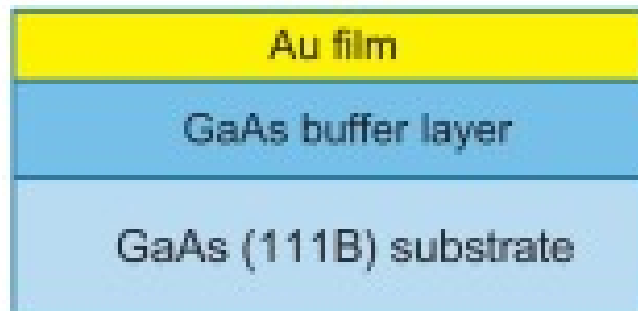 Au film
GaAs buffer layer
GaAs (111B) substrate